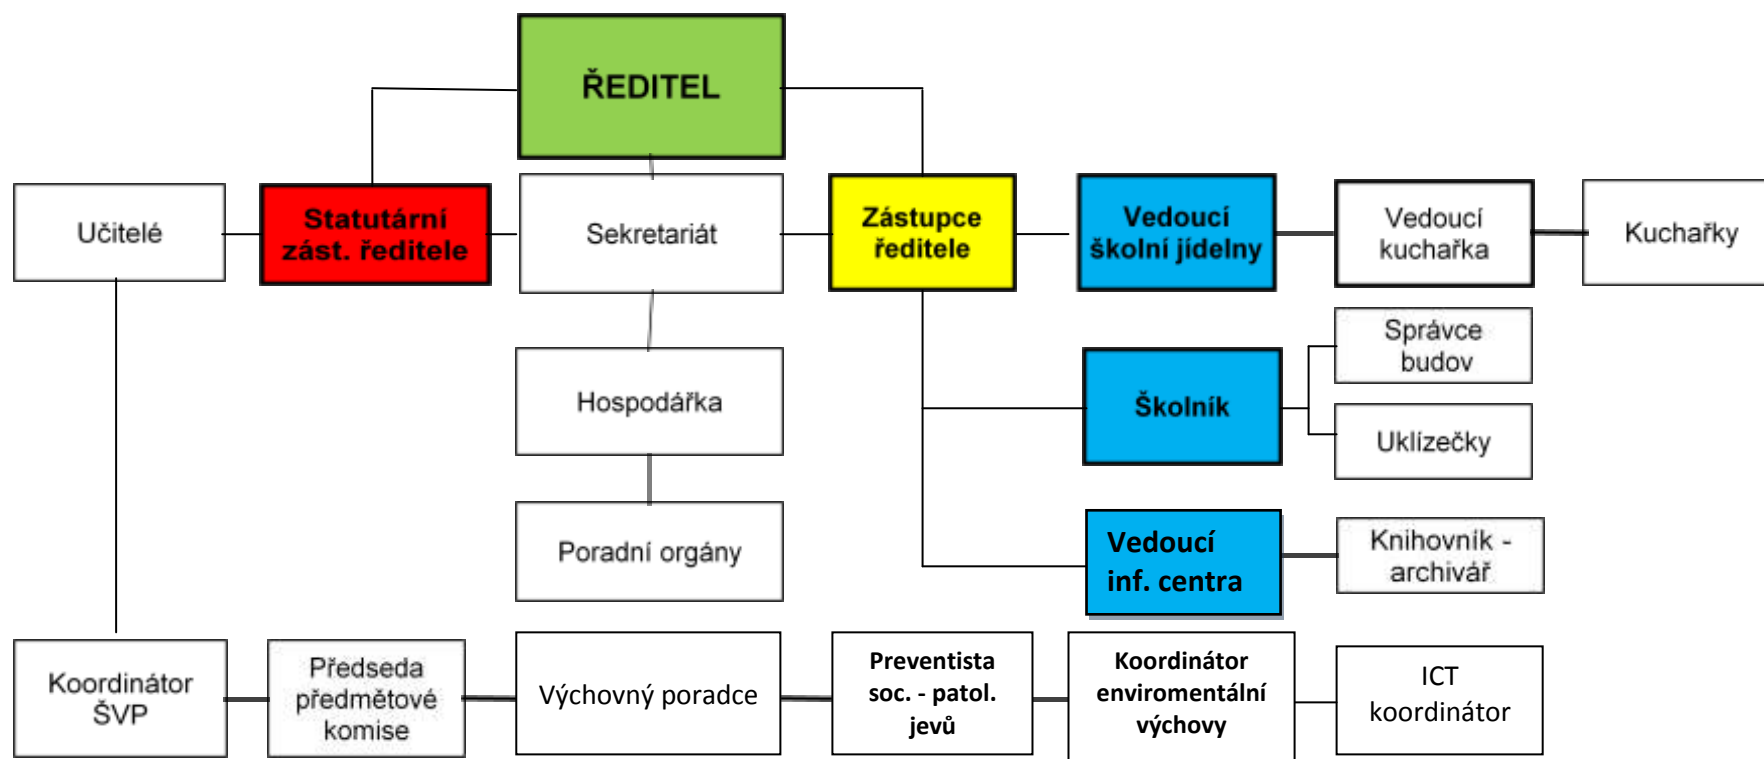 ŘEDITEL
Učitelé
Statutární
zást. ředitele
Sekretariát
Zástupce
ředitele
Vedoucí
školní jídelny
Vedoucí
kuchařka
Kuchařky
Správce
budov
Hospodářka
Školník
Uklízečky
Poradní orgány
Vedoucí
inf. centra
Knihovník -
archivář
Koordinátor
ŠVP
Předseda
předmětové
komise
Výchovný poradce
Preventista
soc. - patol.
jevů
Koordinátor
enviromentální
výchovy
ICT
koordinátor